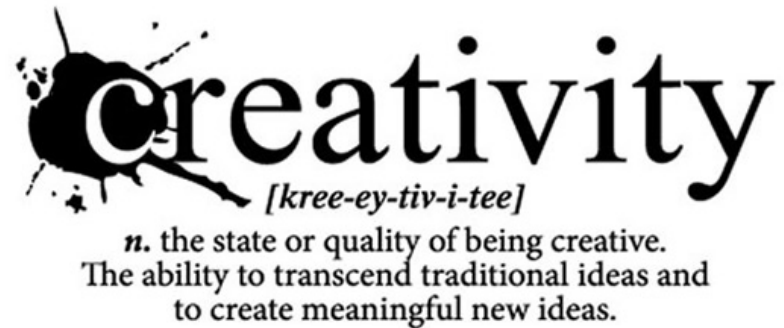 creativity
[kree-ey-tiv-i-tee]
n. the state or quality of being creative.
The ability to transcend traditional ideas and
to create meaningful new ideas.